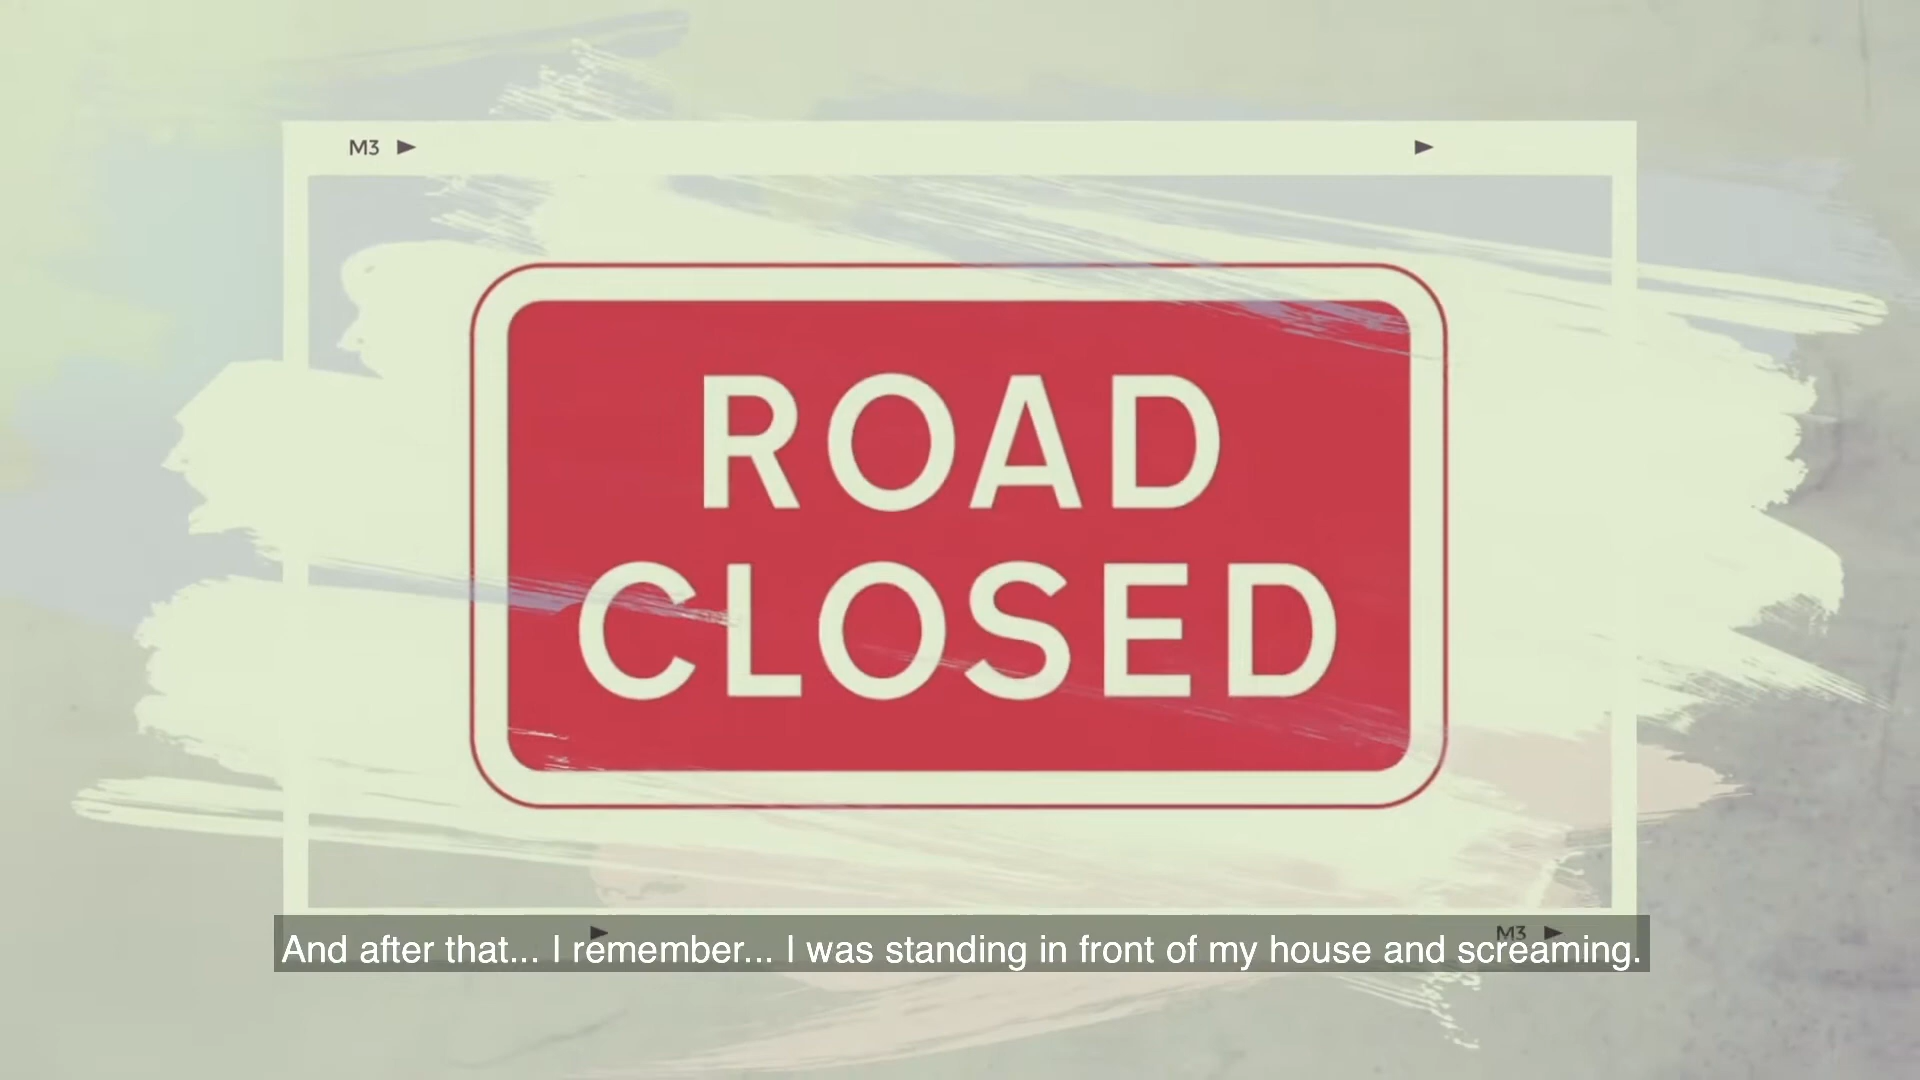 M3
ROAD
CLOSED
M3
And after that... I remember... I was standing in front of my house and screaming.